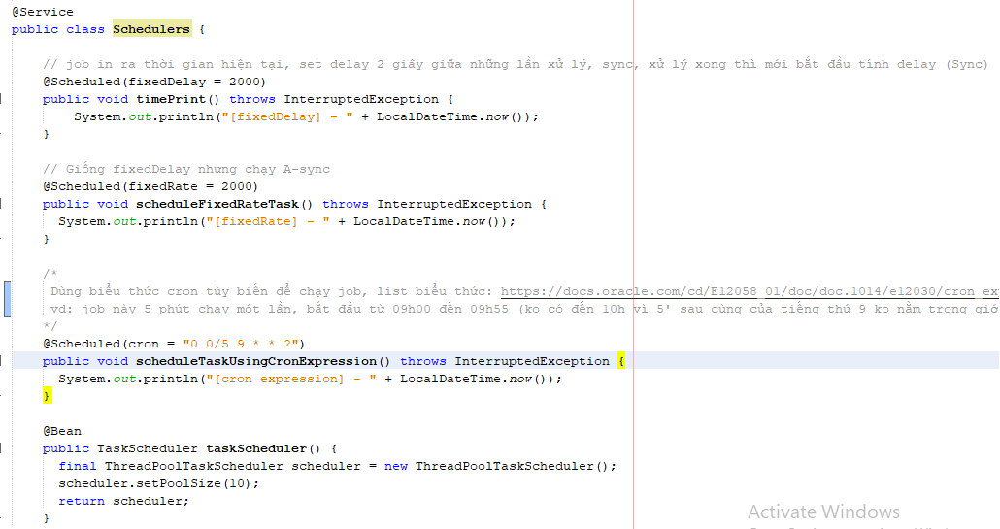 @Service
public class Schedulers {
// job in ra thời gian hiện tại, set delay 2 giây giữa những lần xử lý, sync, xử lý xong thì mới bắt đầu tính delay (Sync)
@Scheduled(fixedDelay = 2000)
public void timePrint() throws InterruptedException {
System.out.println("[fixedDelay] - " + LocalDateTime.now());
}
// Giống fixedDelay nhưng chạy A-sync
@Scheduled(fixedRate = 2000)
public void scheduleFixedRateTask() throws InterruptedException {
System.out.println("[fixedRate] - " + LocalDateTime.now());
}
/*
Dùng biểu thức cron tùy biến để chạy job, list biểu thức: https://docs.oracle.com/cd/E12058_01/doc/doc.1014/e12030/cron_ex
vd: job này 5 phút chạy một lần, bắt đầu từ 09h00 đến 09h55 (ko có đến 10h vì 5' sau cùng của tiếng thứ 9 ko nằm trong giớ
*/
@Scheduled(cron = "0 0/5 9 * * ?")
public void scheduleTaskUsingCronExpression() throws InterruptedException {
System.out.println("[cron expression] - " + LocalDateTime.now());
}
@Bean
public TaskScheduler taskScheduler() {
final ThreadPoolTaskScheduler scheduler = new ThreadPoolTaskScheduler();
scheduler.setPoolSize(10);
return scheduler;
}
Activate Windows